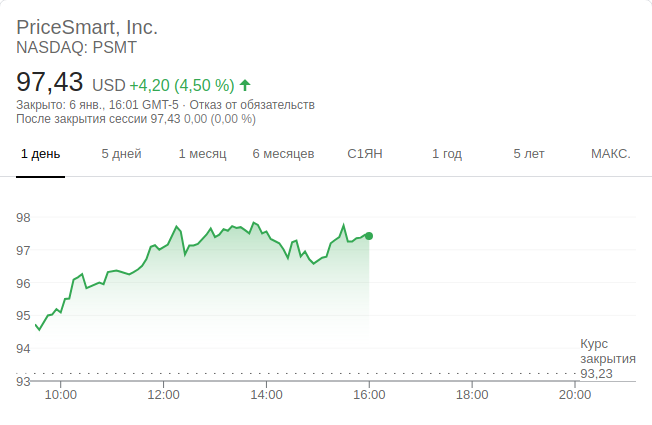 PriceSmart, Inc.
NASDAQ: PSMT
97,43 USD +4,20 (4,50 %)
Закрыто: 6 янв., 16:01 GMT-5 · Отказ от обязательств
После закрытия сессии 97,43 0,00 (0,00 %)
1 день 5 дней 1 месяц 6 месяцев С1ЯН 1 год 5 лет МАКС.
98
97
96
95
94
Курс
закрытия
93,23
93
10:00 12:00 14:00 16:00 18:00 20:00